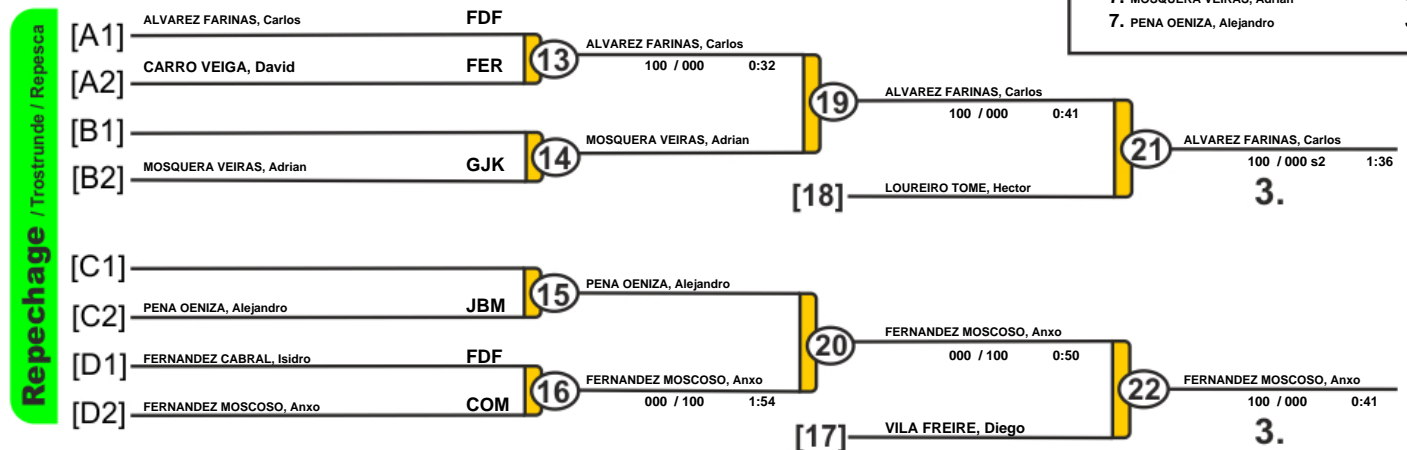 7. MOSQUERA VEIRAS, Adrian
7. PENA OENIZA, Alejandro
Repechage / Trostrunde / Repesca
[A1] ALVAREZ FARINAS, Carlos FDF
[A2] CARRO VEIGA, David FER
13
ALVAREZ FARINAS, Carlos
100 / 000 0:32
[B1]
[B2] MOSQUERA VEIRAS, Adrian GJK
14
MOSQUERA VEIRAS, Adrian
19
ALVAREZ FARINAS, Carlos
100 / 000 0:41
[18] LOUREIRO TOME, Hector
21
ALVAREZ FARINAS, Carlos
100 / 000 s2 1:36
3.
[C1]
[C2] PENA OENIZA, Alejandro JBM
15
PENA OENIZA, Alejandro
[D1] FERNANDEZ CABRAL, Isidro FDF
[D2] FERNANDEZ MOSCOSO, Anxo COM
16
FERNANDEZ MOSCOSO, Anxo
000 / 100 1:54
20
FERNANDEZ MOSCOSO, Anxo
000 / 100 0:50
[17] VILA FREIRE, Diego
22
FERNANDEZ MOSCOSO, Anxo
100 / 000 0:41
3.